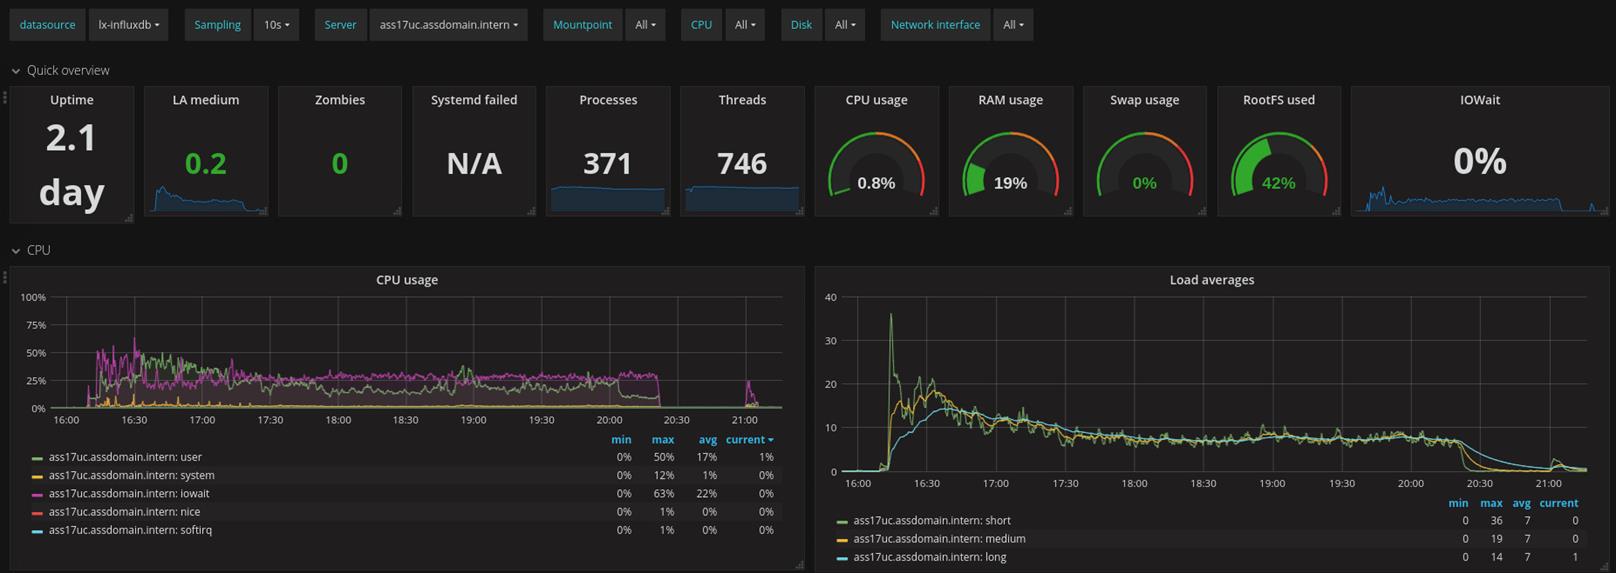 datasource lx-influxdb Sampling 10s Server ass17uc.assdomain.intern Mountpoint All CPU All Disk All Network interface All
Quick overview
Uptime LA medium Zombies Systemd failed Processes Threads CPU usage RAM usage Swap usage RootFS used IOWait
2.1
day
0.2 0 N/A 371 746 0.8% 19% 0% 42% 0%
CPU
CPU usage
100%
75%
50%
25%
0%
16:00 16:30 17:00 17:30 18:00 18:30 19:00 19:30 20:00 20:30 21:00
min max avg current
ass17uc.assdomain.intern: user 0% 50% 17% 1%
ass17uc.assdomain.intern: system 0% 12% 1% 0%
ass17uc.assdomain.intern: iowait 0% 63% 22% 0%
ass17uc.assdomain.intern: nice 0% 1% 0% 0%
ass17uc.assdomain.intern: softirq 0% 1% 0% 0%
Load averages
40
30
20
10
0
16:00 16:30 17:00 17:30 18:00 18:30 19:00 19:30 20:00 20:30 21:00
min max avg current
ass17uc.assdomain.intern: short 0 36 7 0
ass17uc.assdomain.intern: medium 0 19 7 0
ass17uc.assdomain.intern: long 0 14 7 1